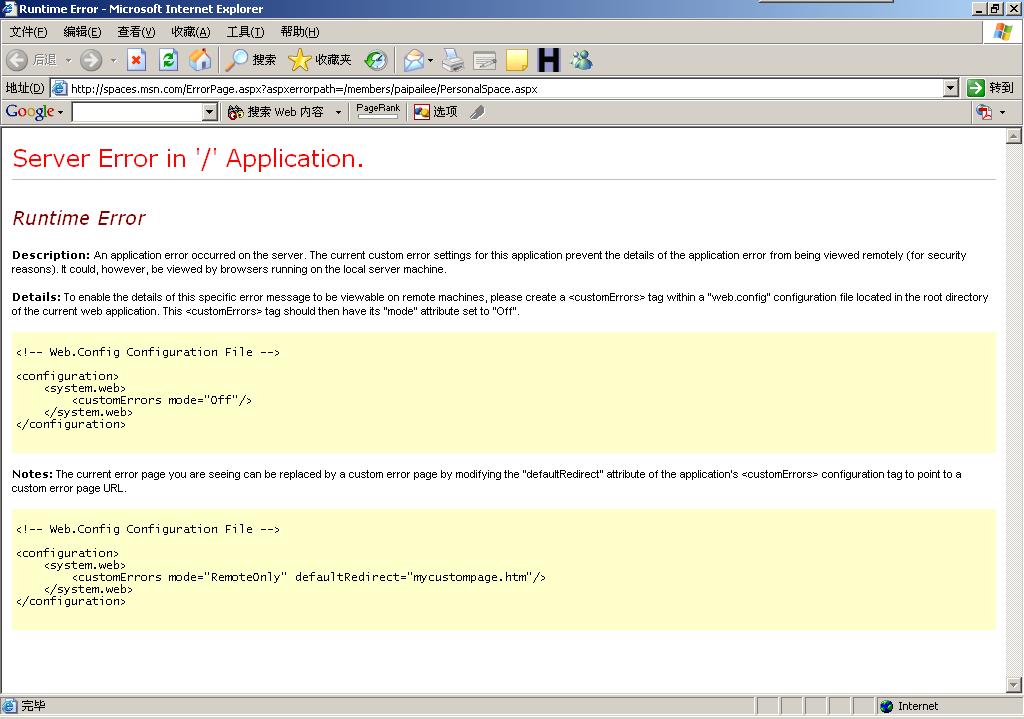 Runtime Error - Microsoft Internet Explorer
文件(F) 编辑(E) 查看(V) 收藏(A) 工具(T) 帮助(H)
后退 搜索 收藏夹
地址(D) http://spaces.msn.com/ErrorPage.aspx?aspxerrorpath=/members/paipailee/PersonalSpace.aspx 转到
Google 搜索 Web 内容 PageRank 选项
Server Error in '/' Application.
Runtime Error
Description: An application error occurred on the server. The current custom error settings for this application prevent the details of the application error from being viewed remotely (for security
reasons). It could, however, be viewed by browsers running on the local server machine.
Details: To enable the details of this specific error message to be viewable on remote machines, please create a <customErrors> tag within a "web.config" configuration file located in the root directory
of the current web application. This <customErrors> tag should then have its "mode" attribute set to "Off".
<!-- Web.Config Configuration File -->
<configuration>
    <system.web>
        <customErrors mode="Off"/>
    </system.web>
</configuration>
Notes: The current error page you are seeing can be replaced by a custom error page by modifying the "defaultRedirect" attribute of the application's <customErrors> configuration tag to point to a
custom error page URL.
<!-- Web.Config Configuration File -->
<configuration>
    <system.web>
        <customErrors mode="RemoteOnly" defaultRedirect="mycustompage.htm"/>
    </system.web>
</configuration>
完毕 Internet